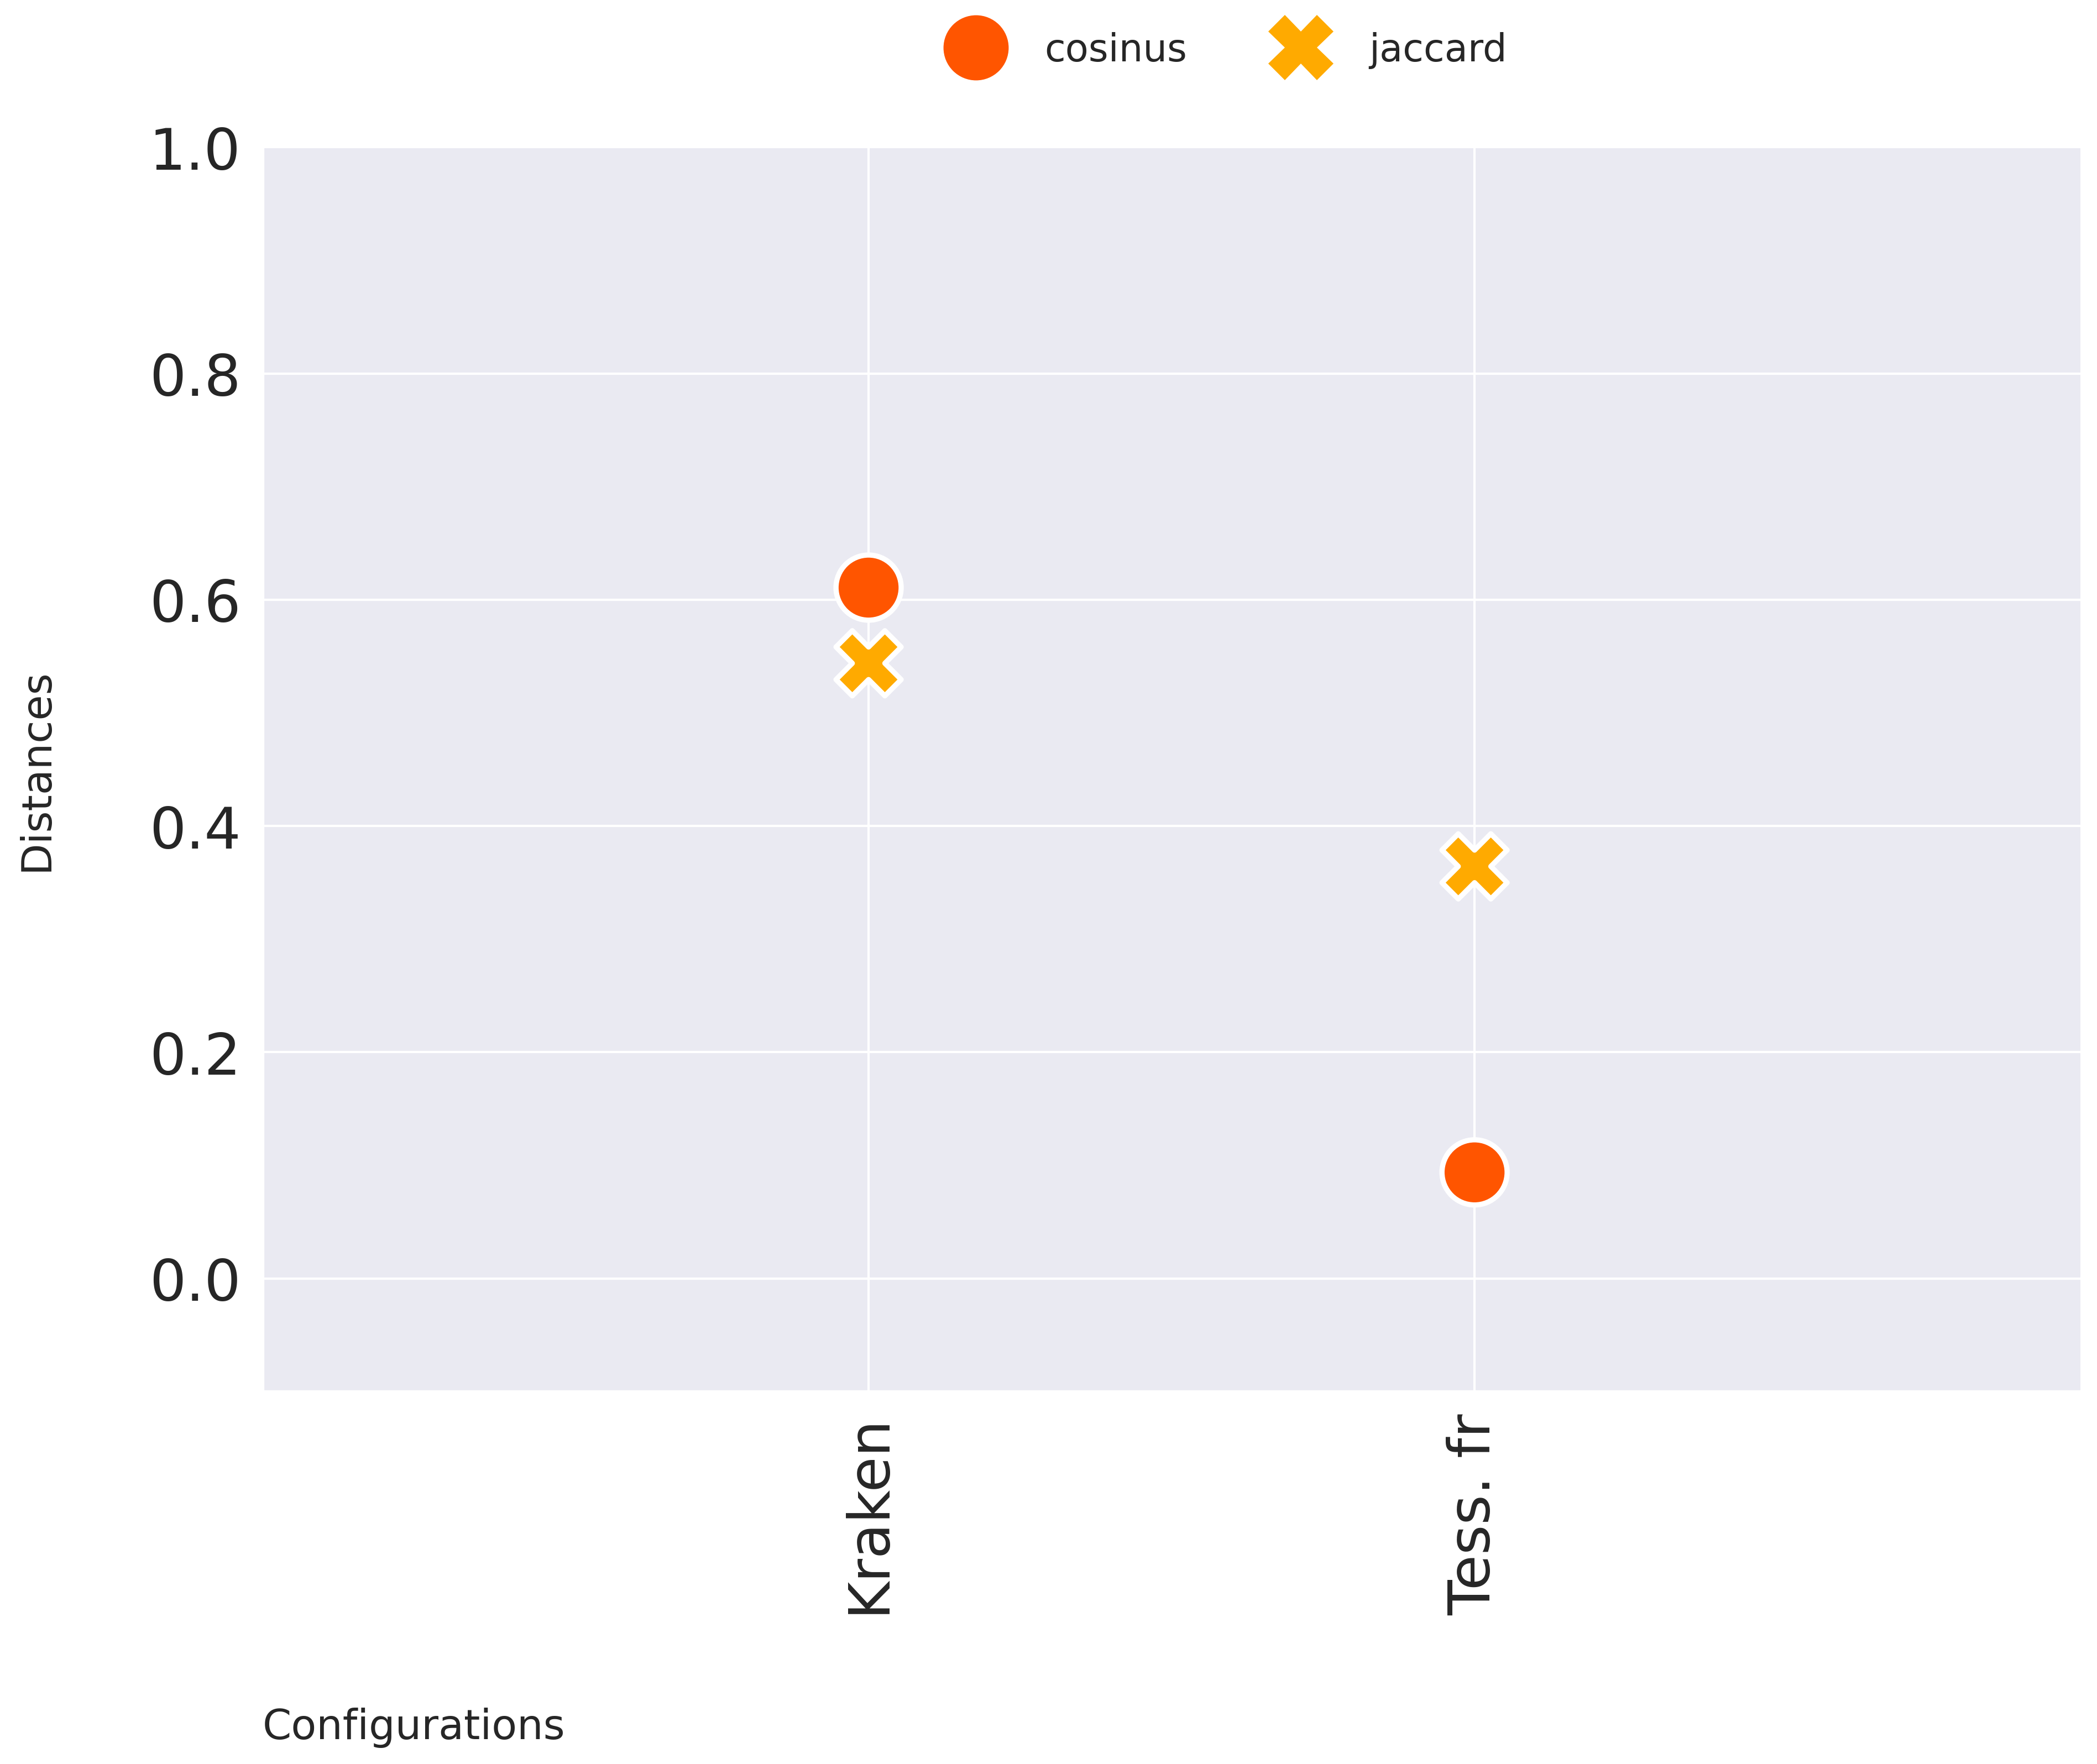 cosinus jaccard
1.0
0.8
0.6
0.4
0.2
0.0
Distances
Kraken
Tess. fr
Configurations